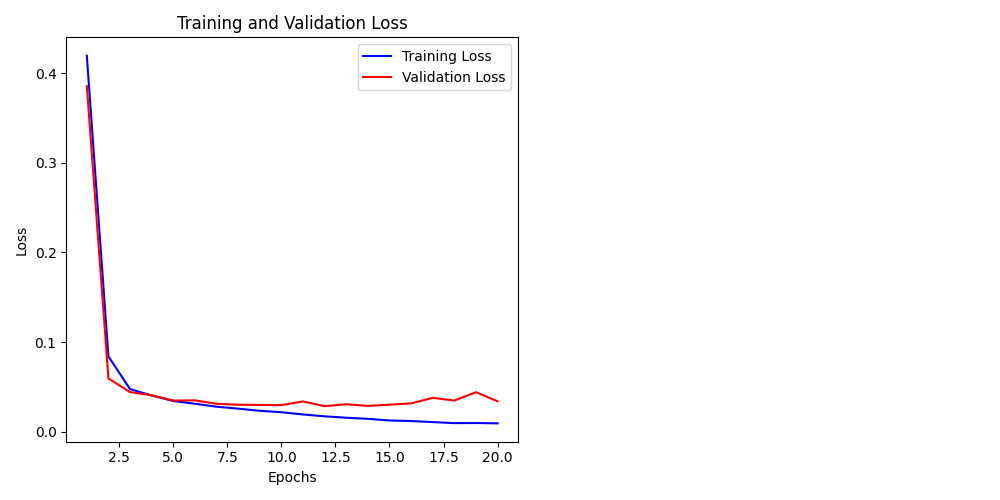 Training and Validation Loss
Training Loss
Validation Loss
0.4
0.3
0.2
0.1
0.0
Loss
2.5 5.0 7.5 10.0 12.5 15.0 17.5 20.0
Epochs